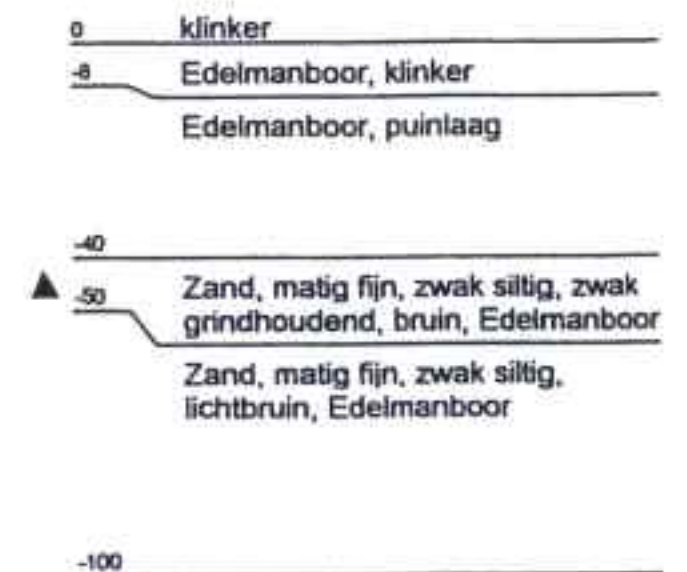 0 klinker
-8 Edelmanboor, klinker
Edelmanboor, puinlaag
-40
-50 Zand, matig fijn, zwak siltig, zwak
grindhoudend, bruin, Edelmanboor
Zand, matig fijn, zwak siltig,
lichtbruin, Edelmanboor
-100